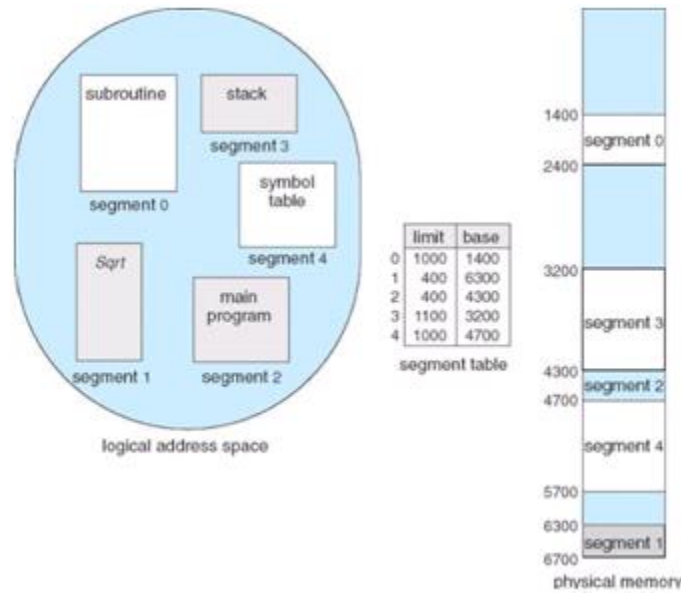 subroutine
segment 0
stack
segment 3
symbol
table
segment 4
Sqrt
segment 1
main
program
segment 2
logical address space
limit base
0 1000 1400
1 400 6300
2 400 4300
3 1100 3200
4 1000 4700
segment table
1400
segment 0
2400
3200
segment 3
4300
segment 2
4700
segment 4
5700
6300
segment 1
6700
physical memory